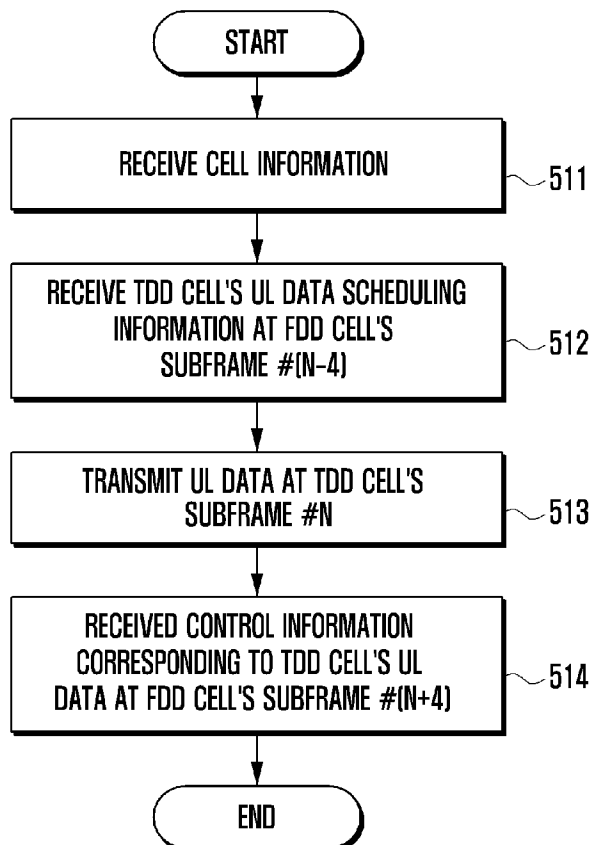 START
RECEIVE CELL INFORMATION
511
RECEIVE TDD CELL'S UL DATA SCHEDULING
INFORMATION AT FDD CELL'S
SUBFRAME #(N-4)
512
TRANSMIT UL DATA AT TDD CELL'S
SUBFRAME #N
513
RECEIVED CONTROL INFORMATION
CORRESPONDING TO TDD CELL'S UL
DATA AT FDD CELL'S SUBFRAME #(N+4)
514
END